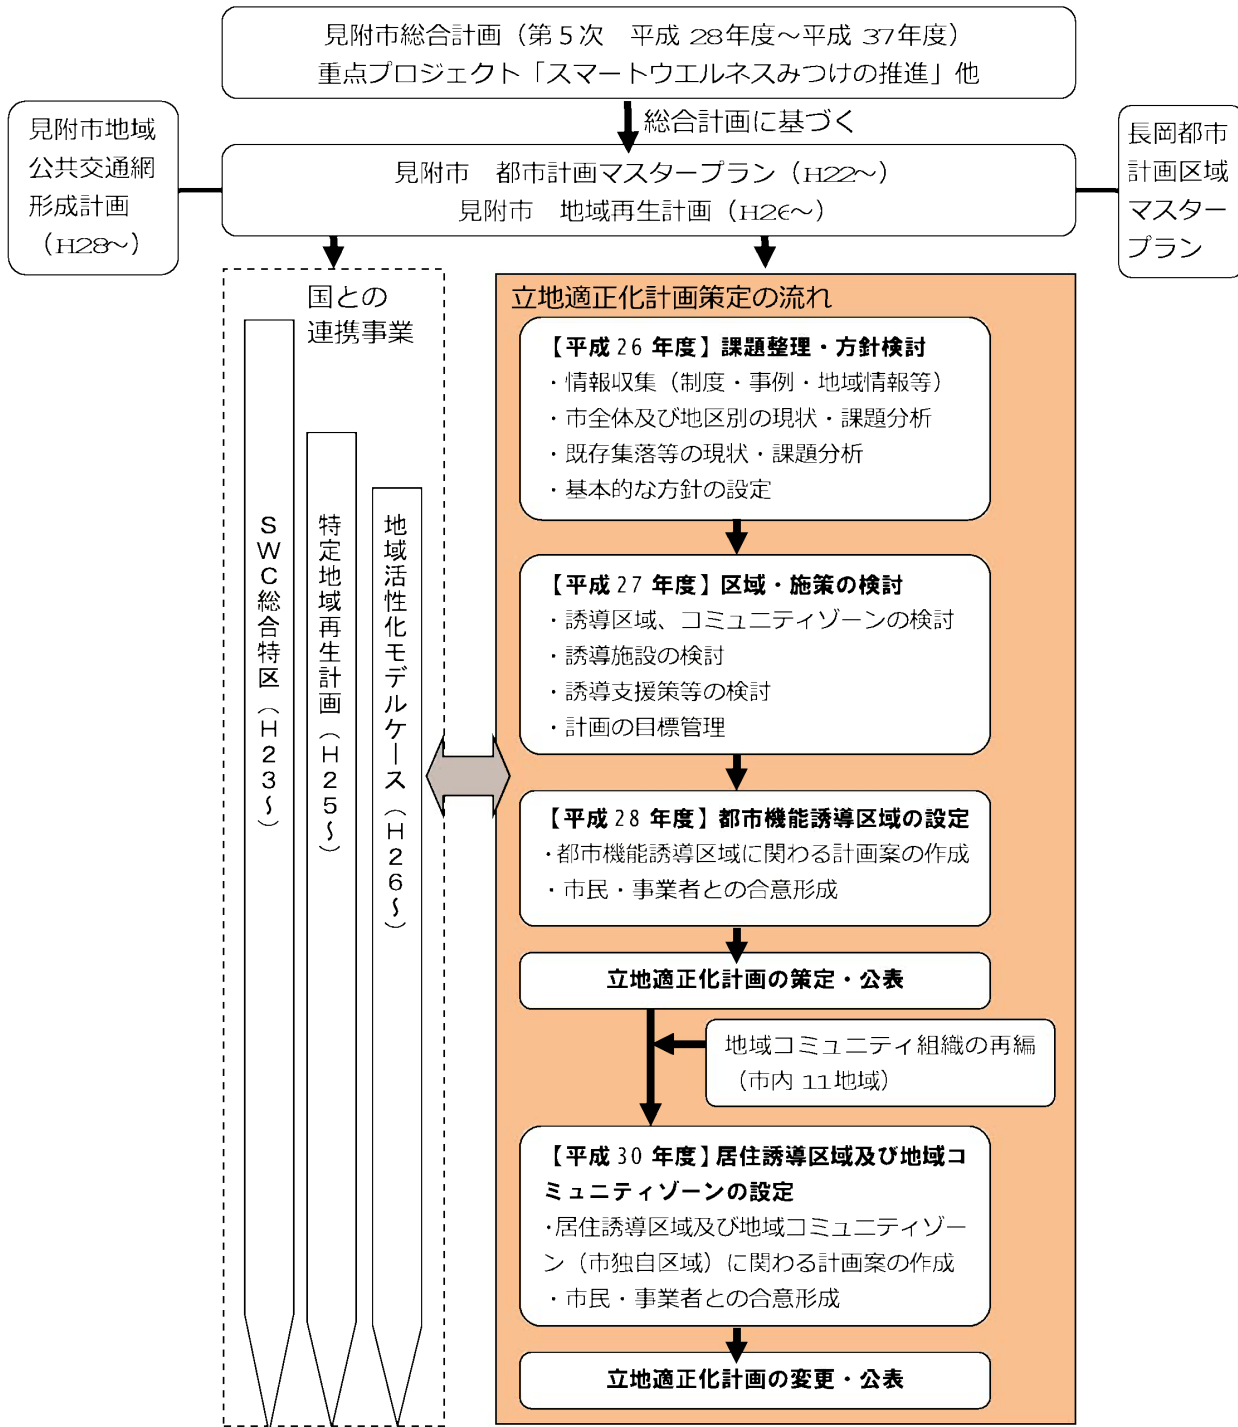 見附市総合計画（第５次　平成 28年度～平成 37年度）
重点プロジェクト「スマートウエルネスみつけの推進」他
総合計画に基づく
見附市地域
公共交通網
形成計画
（H28～）
見附市　都市計画マスタープラン（H22～）
見附市　地域再生計画（H26～）
長岡都市
計画区域
マスター
プラン
国との
連携事業
ＳＷＣ総合特区（Ｈ２３～）
特定地域再生計画（Ｈ２５～）
地域活性化モデルケース（Ｈ２６～）
立地適正化計画策定の流れ
【平成 26 年度】課題整理・方針検討
・情報収集（制度・事例・地域情報等）
・市全体及び地区別の現状・課題分析
・既存集落等の現状・課題分析
・基本的な方針の設定
【平成 27 年度】区域・施策の検討
・誘導区域、コミュニティゾーンの検討
・誘導施設の検討
・誘導支援策等の検討
・計画の目標管理
【平成 28 年度】都市機能誘導区域の設定
・都市機能誘導区域に関わる計画案の作成
・市民・事業者との合意形成
立地適正化計画の策定・公表
地域コミュニティ組織の再編
（市内 11地域）
【平成 30 年度】居住誘導区域及び地域コ
ミュニティゾーンの設定
・居住誘導区域及び地域コミュニティゾー
ン（市独自区域）に関わる計画案の作成
・市民・事業者との合意形成
立地適正化計画の変更・公表